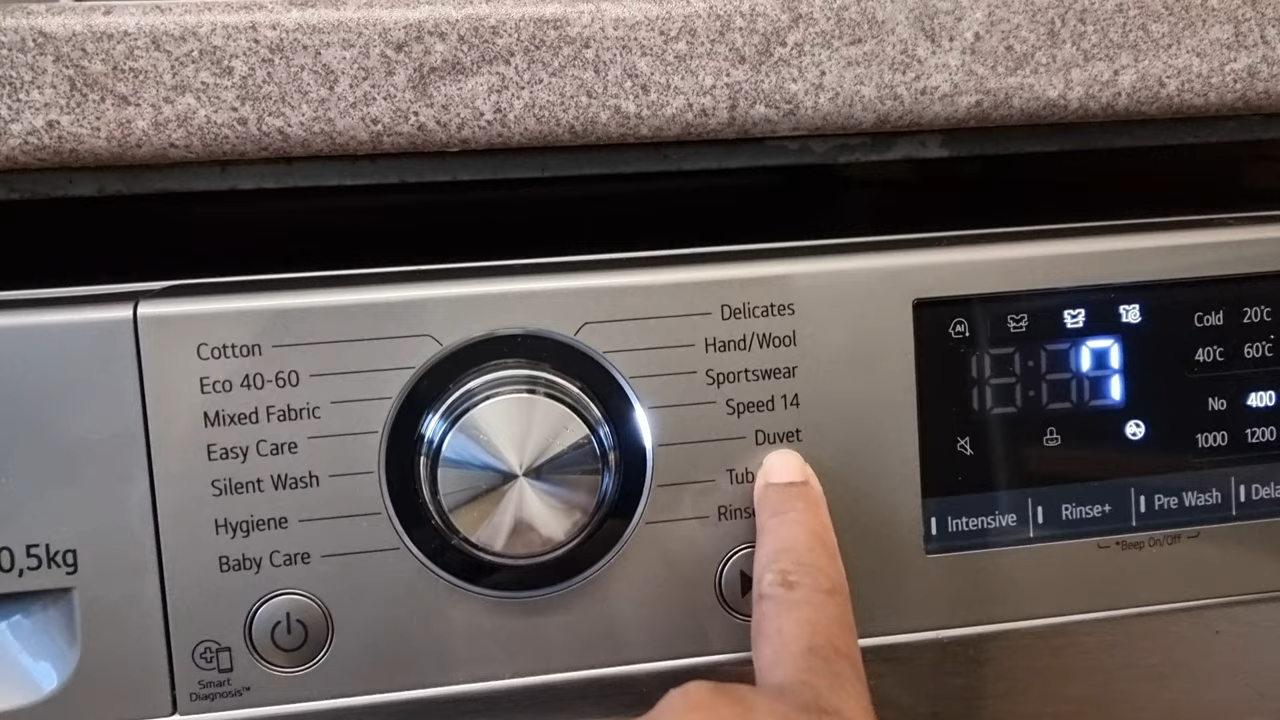 Cotton
Eco 40-60
Mixed Fabric
Easy Care
Silent Wash
Hygiene
Baby Care
Delicates
Hand/Wool
Sportswear
Speed 14
Duvet
0,5kg
Smart
Diagnosis™
AI
Cold 20°C
40°C 60°C
No 400
1000 1200
Intensive Rinse+ Pre Wash
*Beep On/Off